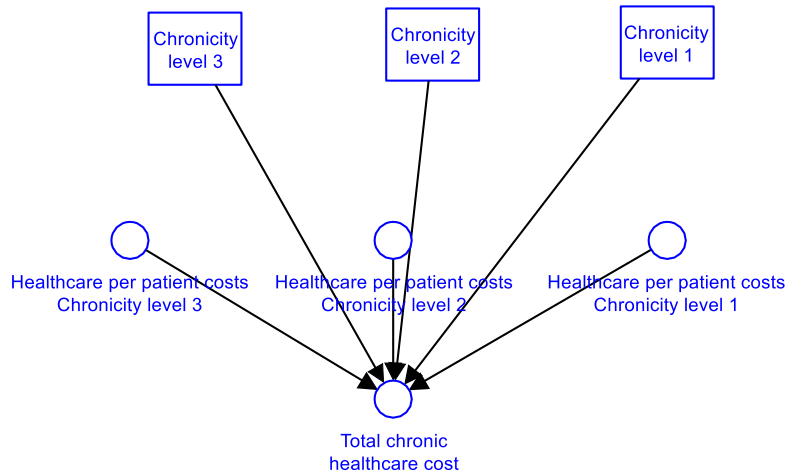 Chronicity
level 3
Chronicity
level 2
Chronicity
level 1
Healthcare per patient costs
Chronicity level 3
Healthcare per patient costs
Chronicity level 2
Healthcare per patient costs
Chronicity level 1
Total chronic
healthcare cost